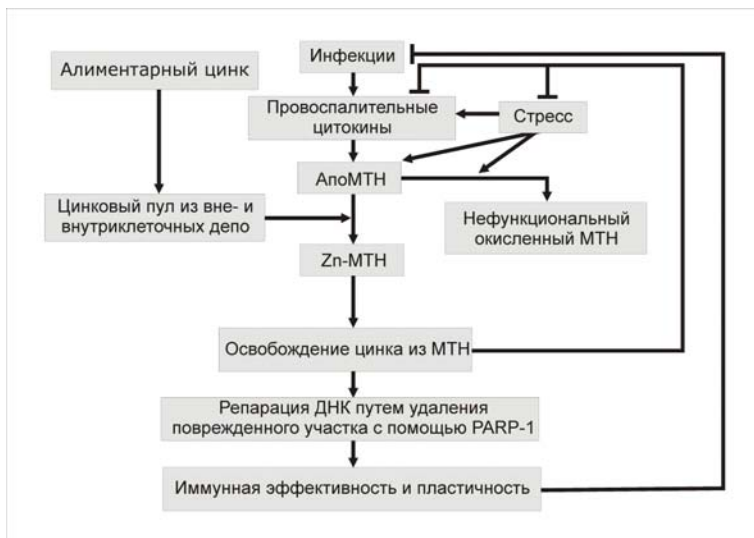 Алиментарный цинк
Инфекции
Провоспалительные
цитокины
Стресс
АпоМТН
Цинковый пул из вне- и
внутриклеточных депо
Нефункциональный
окисленный МТН
Zn-МТН
Освобождение цинка из МТН
Репарация ДНК путем удаления
поврежденного участка с помощью PARP-1
Иммунная эффективность и пластичность